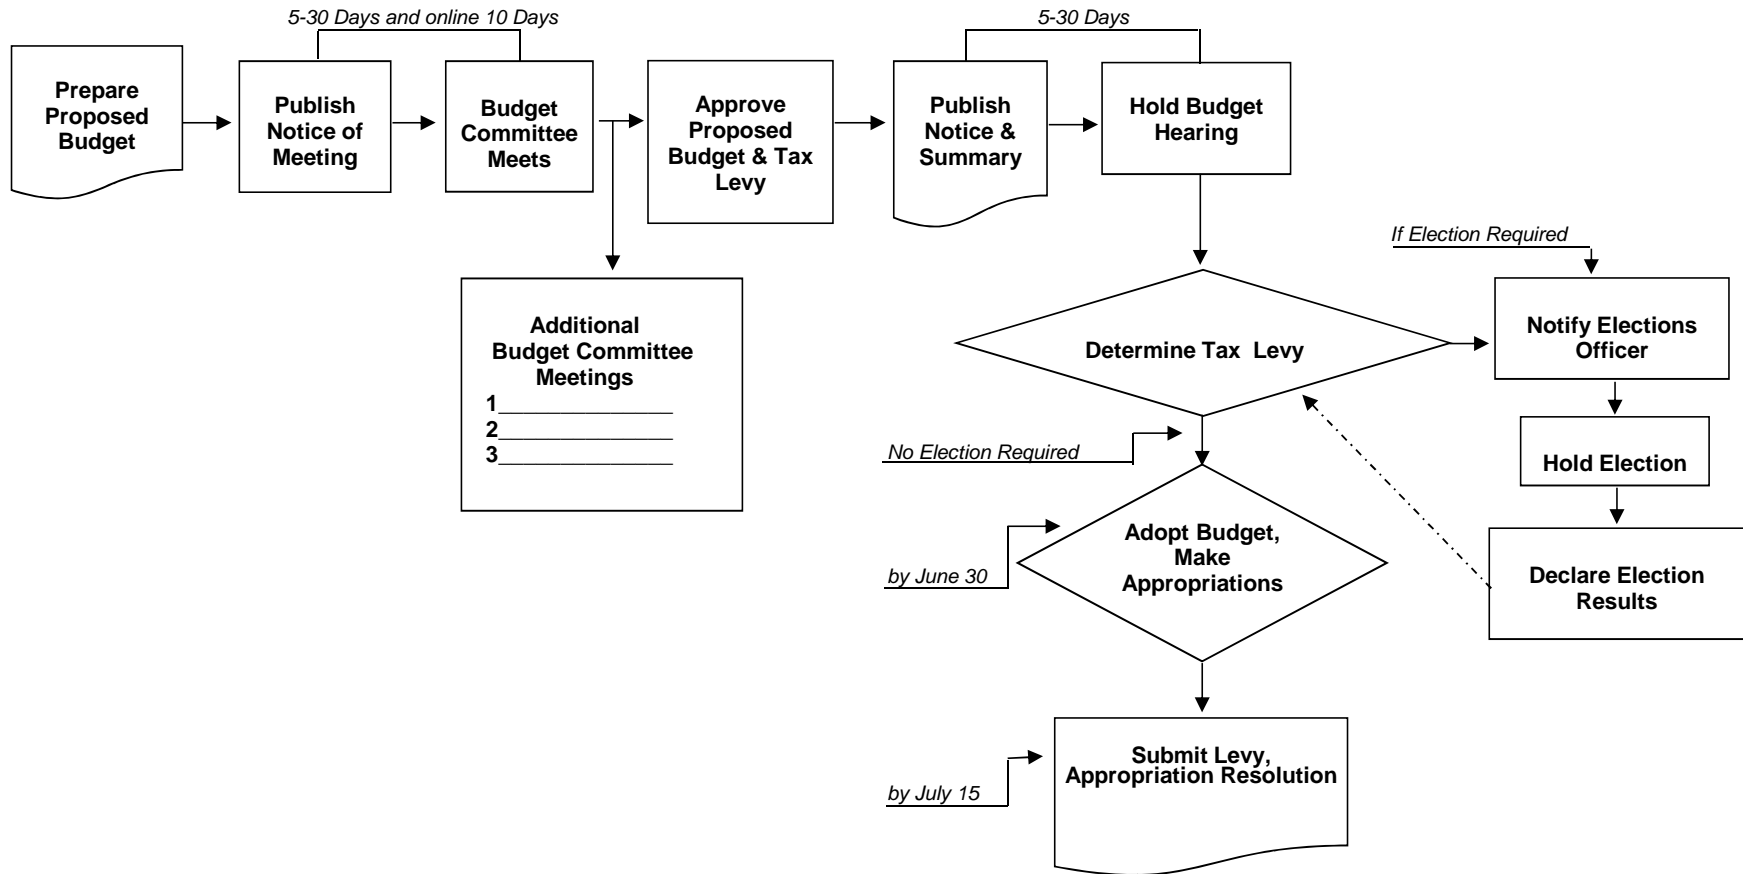 5-30 Days and online 10 Days
5-30 Days
Prepare
Proposed
Budget
Publish
Notice of
Meeting
Budget
Committee
Meets
Approve
Proposed
Budget & Tax
Levy
Publish
Notice &
Summary
Hold Budget
Hearing
Additional
Budget Committee
Meetings
1_______________
2_______________
3_______________
If Election Required
Determine Tax  Levy
Notify Elections
Officer
No Election Required
Hold Election
Adopt Budget,
Make
Appropriations
by June 30
Declare Election
Results
Submit Levy,
Appropriation Resolution
by July 15